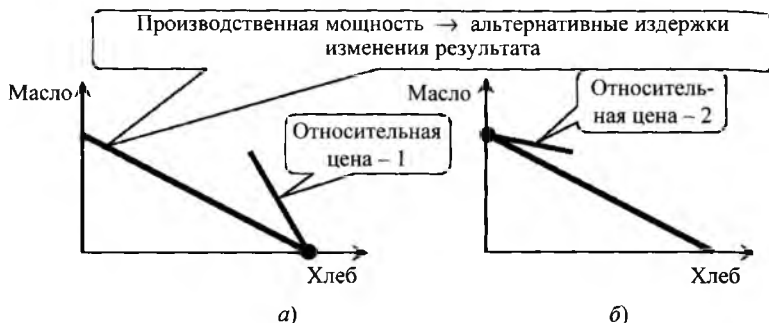 Производственная мощность → альтернативные издержки
изменения результата
Масло
Относительная
цена – 1
Хлеб
а)
Масло
Относитель-
ная цена – 2
Хлеб
б)